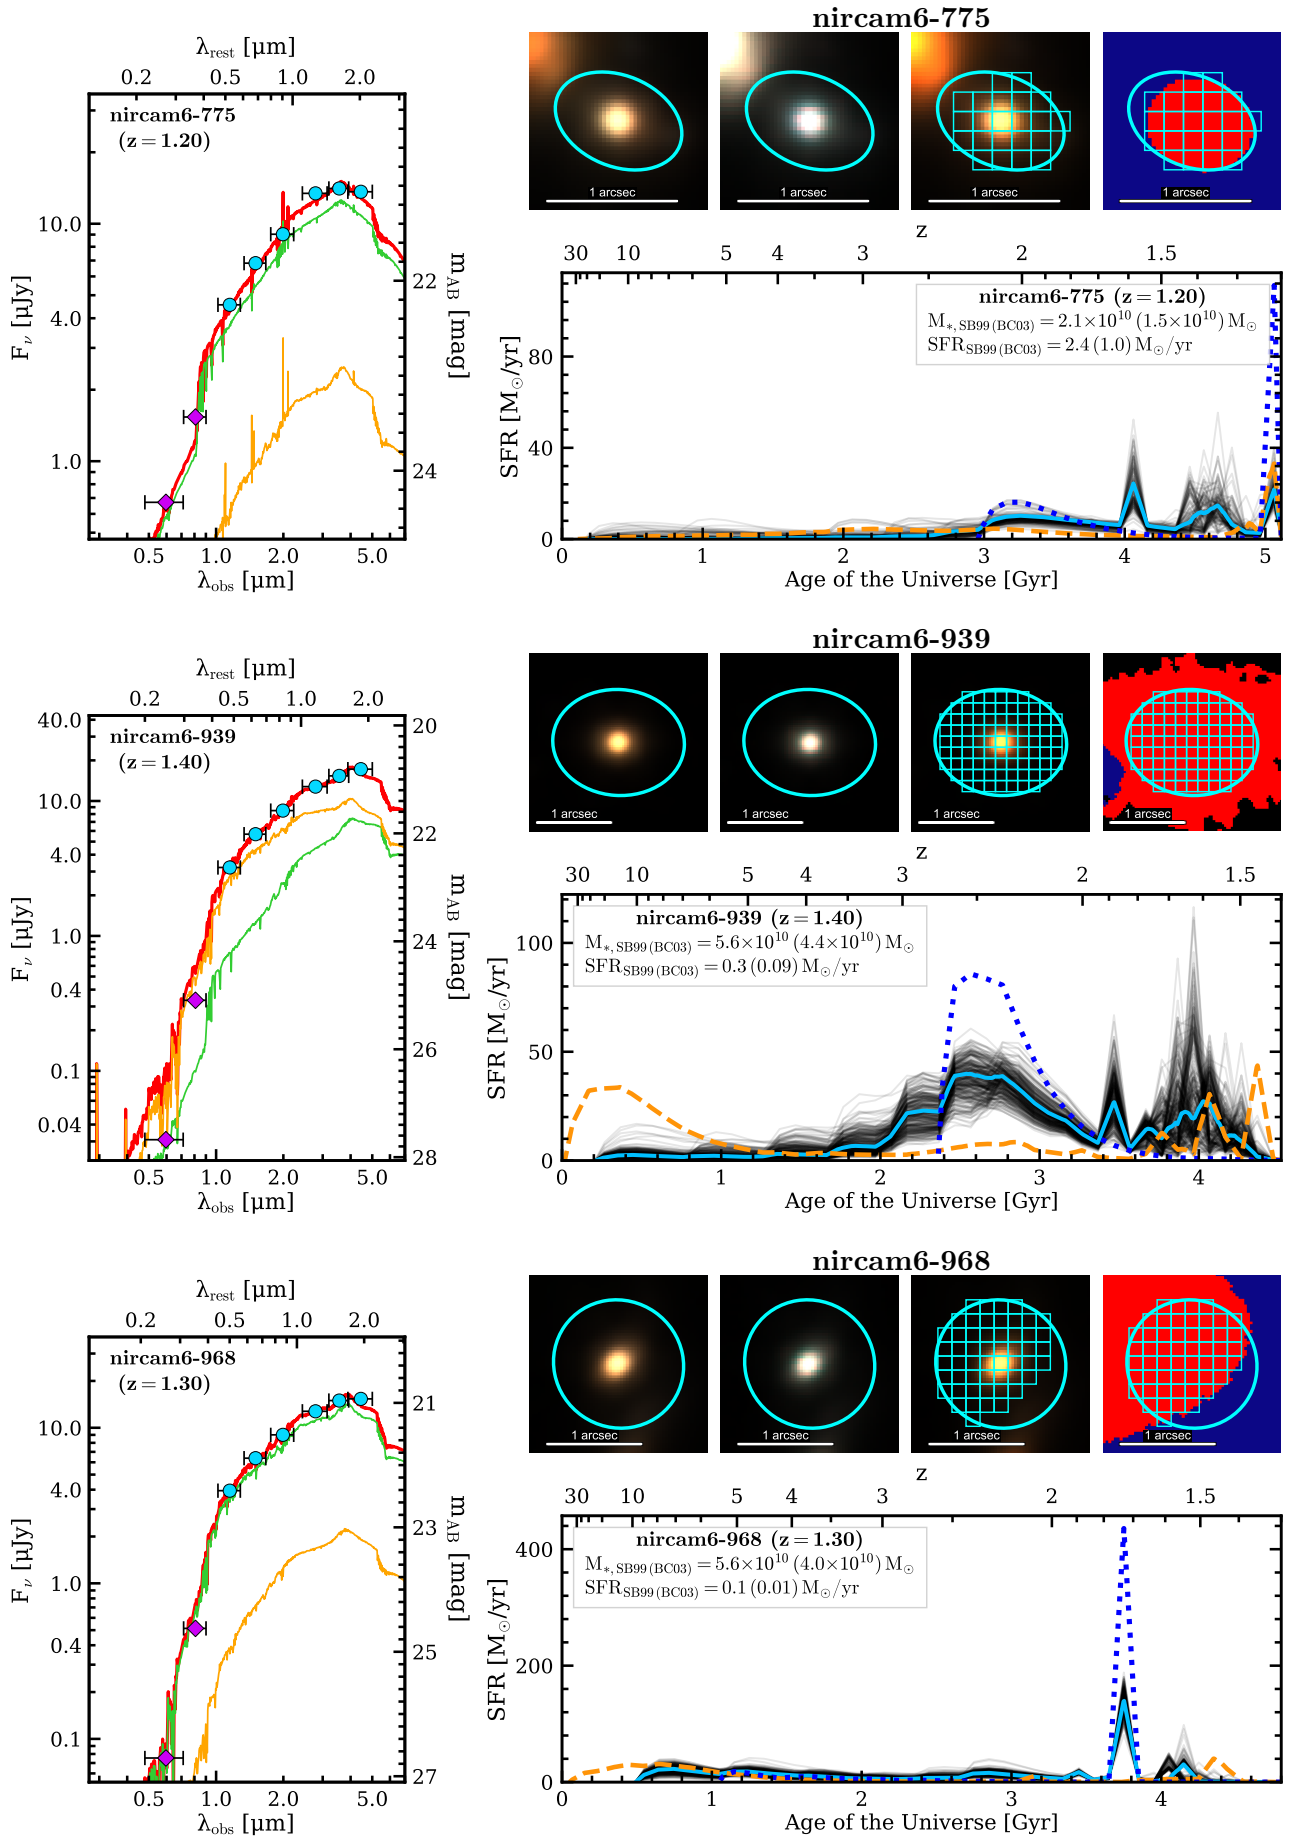 nircam6-775
λrest [μm]
0.2 0.5 1.0 2.0
nircam6-775
(z = 1.20)
10.0
4.0
1.0
Fν [μJy]
22
24
mAB [mag]
0.5 1.0 2.0 5.0
λobs [μm]
1 arcsec
1 arcsec
1 arcsec
1 arcsec
z
30 10 5 4 3 2 1.5
nircam6-775 (z = 1.20)
M*, SB99 (BC03) = 2.1×10^10 (1.5×10^10) M⊙
SFRSB99 (BC03) = 2.4 (1.0) M⊙/yr
SFR [M⊙/yr]
80
40
0
0 1 2 3 4 5
Age of the Universe [Gyr]
nircam6-939
λrest [μm]
0.2 0.5 1.0 2.0
nircam6-939
(z = 1.40)
40.0
10.0
4.0
1.0
0.4
0.1
0.04
Fν [μJy]
20
22
24
26
28
mAB [mag]
0.5 1.0 2.0 5.0
λobs [μm]
1 arcsec
1 arcsec
1 arcsec
1 arcsec
z
30 10 5 4 3 2 1.5
nircam6-939 (z = 1.40)
M*, SB99 (BC03) = 5.6×10^10 (4.4×10^10) M⊙
SFRSB99 (BC03) = 0.3 (0.09) M⊙/yr
SFR [M⊙/yr]
100
50
0
0 1 2 3 4
Age of the Universe [Gyr]
nircam6-968
λrest [μm]
0.2 0.5 1.0 2.0
nircam6-968
(z = 1.30)
10.0
4.0
1.0
0.4
0.1
Fν [μJy]
21
23
25
27
mAB [mag]
0.5 1.0 2.0 5.0
λobs [μm]
1 arcsec
1 arcsec
1 arcsec
1 arcsec
z
30 10 5 4 3 2 1.5
nircam6-968 (z = 1.30)
M*, SB99 (BC03) = 5.6×10^10 (4.0×10^10) M⊙
SFRSB99 (BC03) = 0.1 (0.01) M⊙/yr
SFR [M⊙/yr]
400
200
0
0 1 2 3 4
Age of the Universe [Gyr]